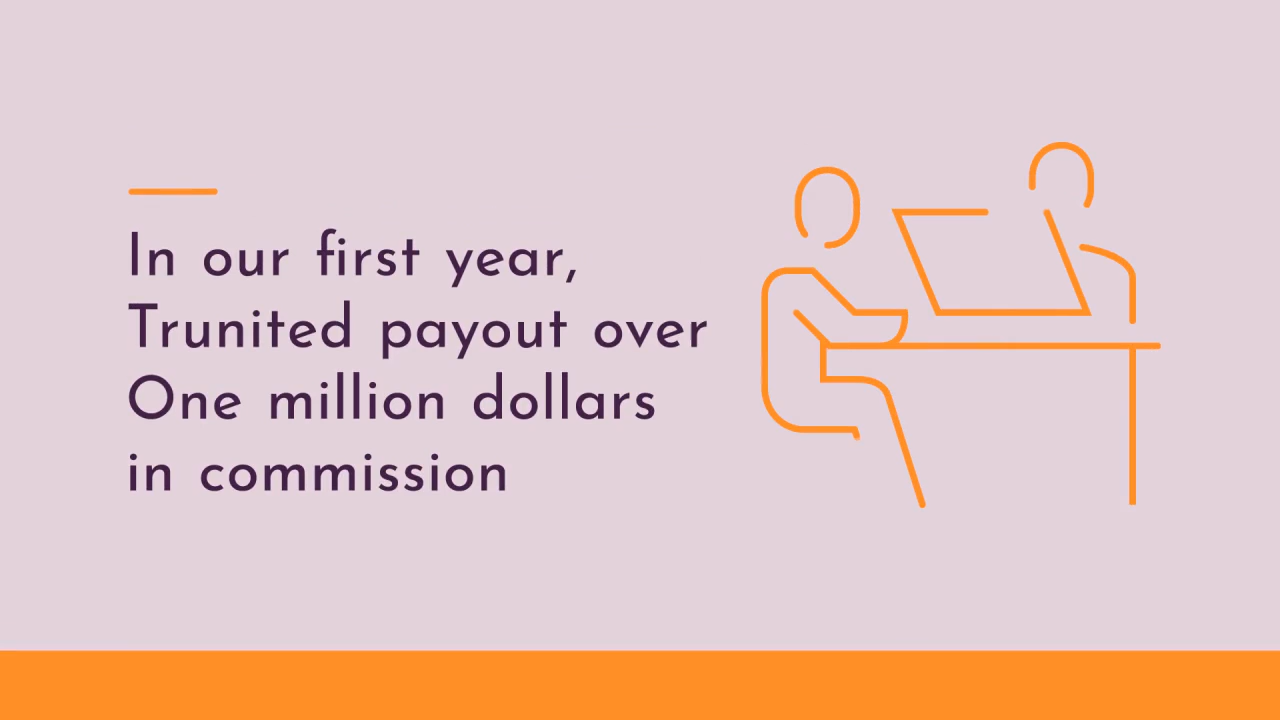 In our first year,
Trunited payout over
One million dollars
in commission